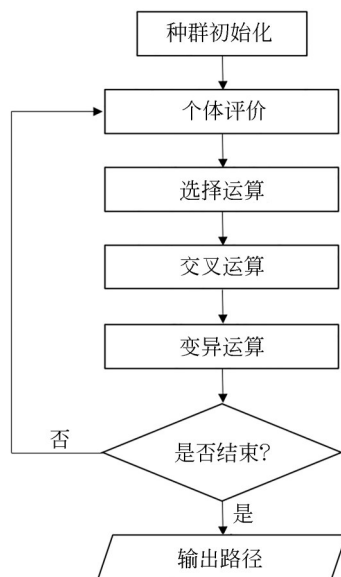 种群初始化
个体评价
选择运算
交叉运算
变异运算
是否结束?
否
是
输出路径